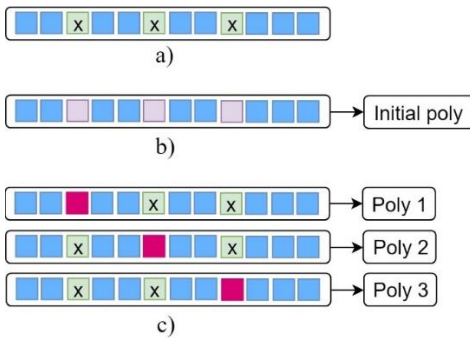 x x x
a)
Initial poly
b)
x x Poly 1
x x Poly 2
x x Poly 3
c)